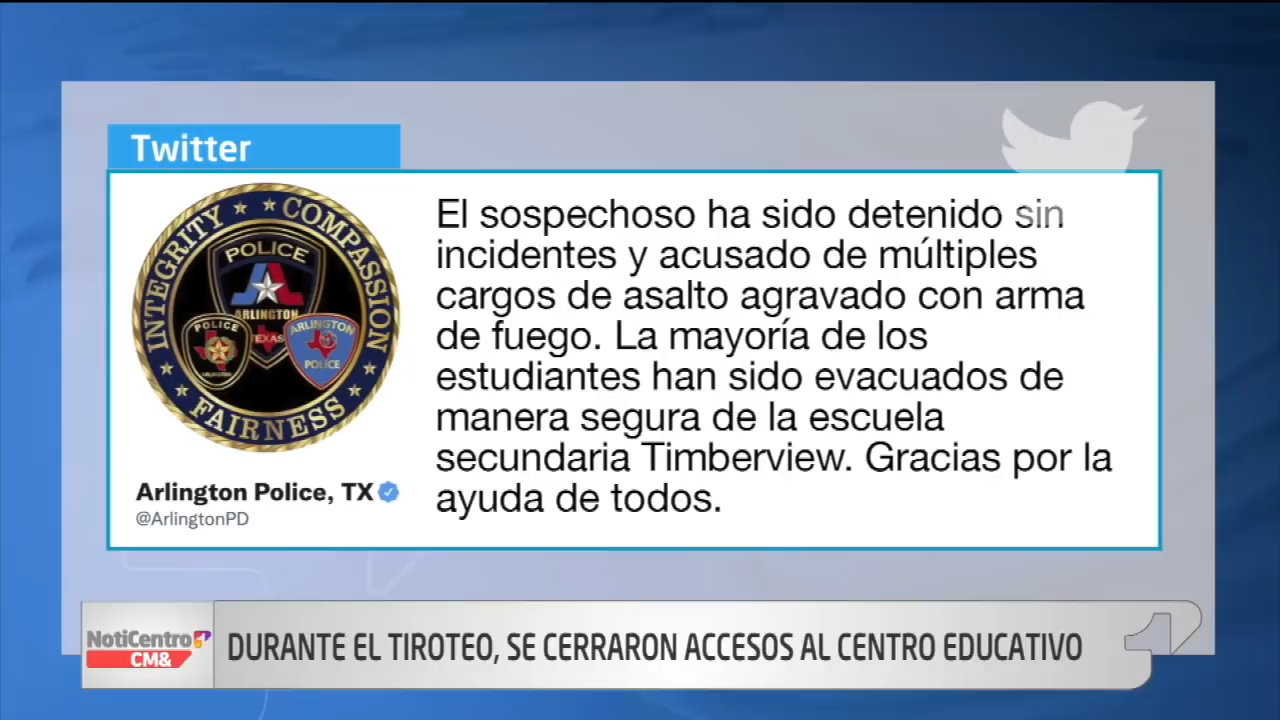 Twitter
INTEGRITY ★ ★ COMPASSION
FAIRNESS
POLICE
ARLINGTON
POLICE
TEXAS
ARLINGTON
POLICE
El sospechoso ha sido detenido sin
incidentes y acusado de múltiples
cargos de asalto agravado con arma
de fuego. La mayoría de los
estudiantes han sido evacuados de
manera segura de la escuela
secundaria Timberview. Gracias por la
ayuda de todos.
Arlington Police, TX
@ArlingtonPD
NotiCentro 1
CM&
DURANTE EL TIROTEO, SE CERRARON ACCESOS AL CENTRO EDUCATIVO